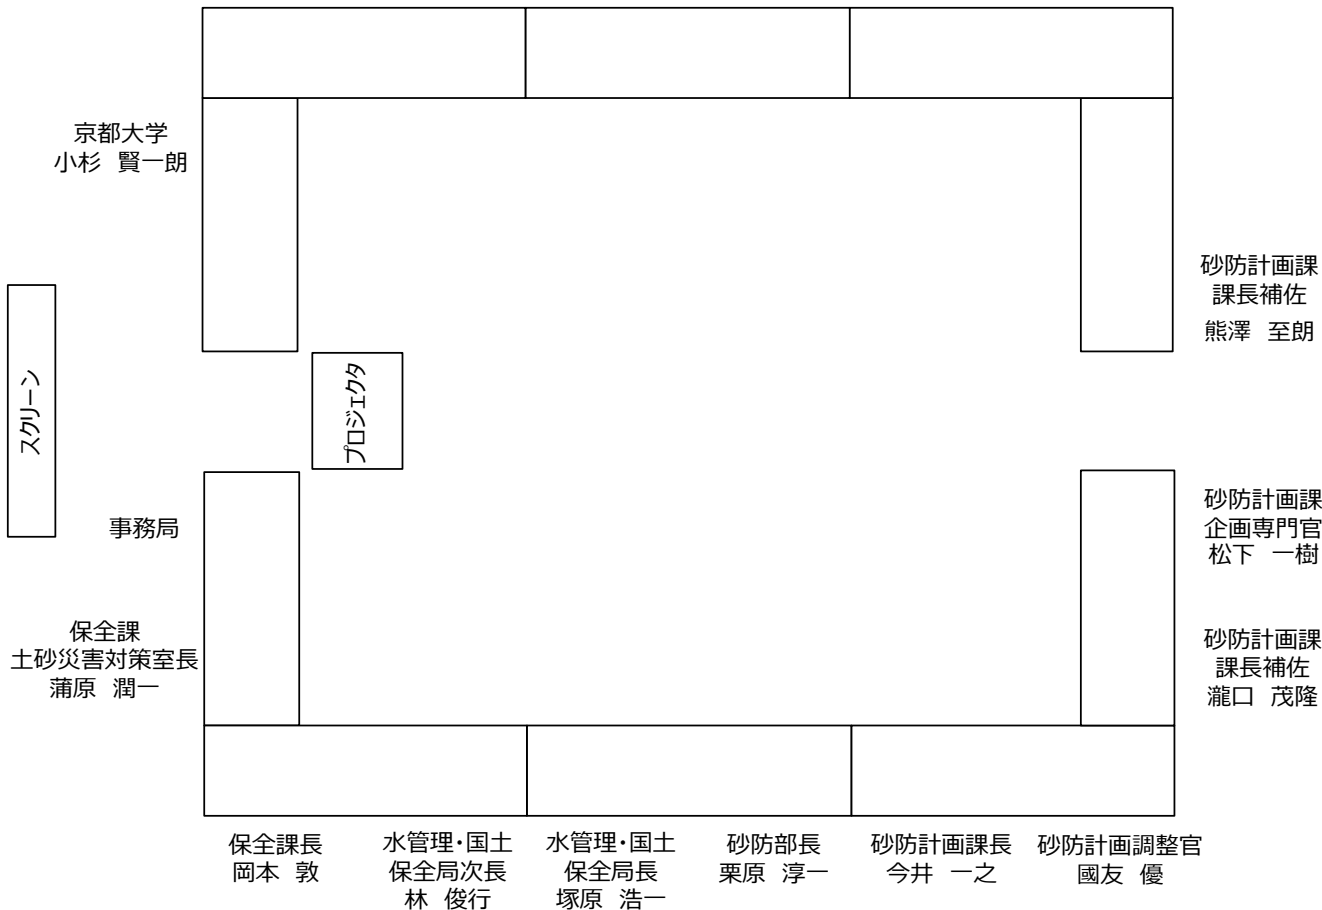 京都大学
小杉 賢一朗
砂防計画課
課長補佐
熊澤 至朗
スクリーン
プロジェクタ
事務局
砂防計画課
企画専門官
松下 一樹
保全課
土砂災害対策室長
蒲原 潤一
砂防計画課
課長補佐
瀧口 茂隆
保全課長
岡本 敦
水管理・国土
保全局次長
林 俊行
水管理・国土
保全局長
塚原 浩一
砂防部長
栗原 淳一
砂防計画課長
今井 一之
砂防計画調整官
國友 優